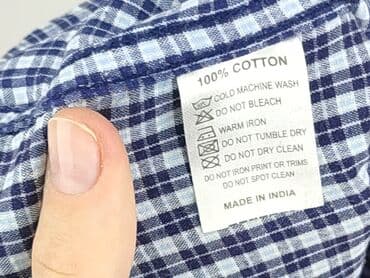 100% COTTON
COLD MACHINE WASH
DO NOT BLEACH
WARM IRON
DO NOT TUMBLE DRY
DO NOT DRY CLEAN
DO NOT IRON PRINT OR TRIMS
DO NOT SPOT CLEAN
MADE IN INDIA